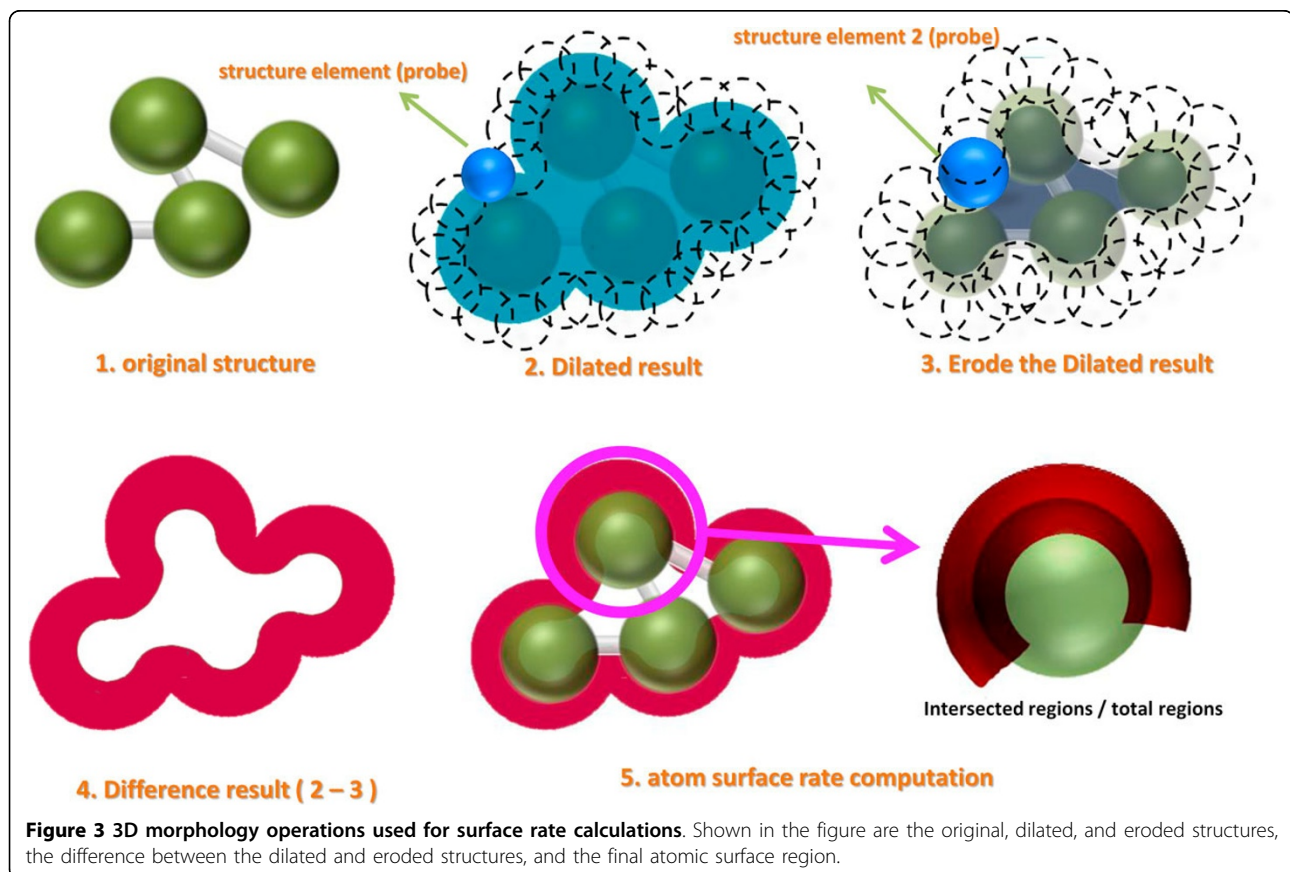 structure element (probe)
structure element 2 (probe)
1. original structure
2. Dilated result
3. Erode the Dilated result
Intersected regions / total regions
4. Difference result ( 2 – 3 )
5. atom surface rate computation
Figure 3 3D morphology operations used for surface rate calculations. Shown in the figure are the original, dilated, and eroded structures,
the difference between the dilated and eroded structures, and the final atomic surface region.